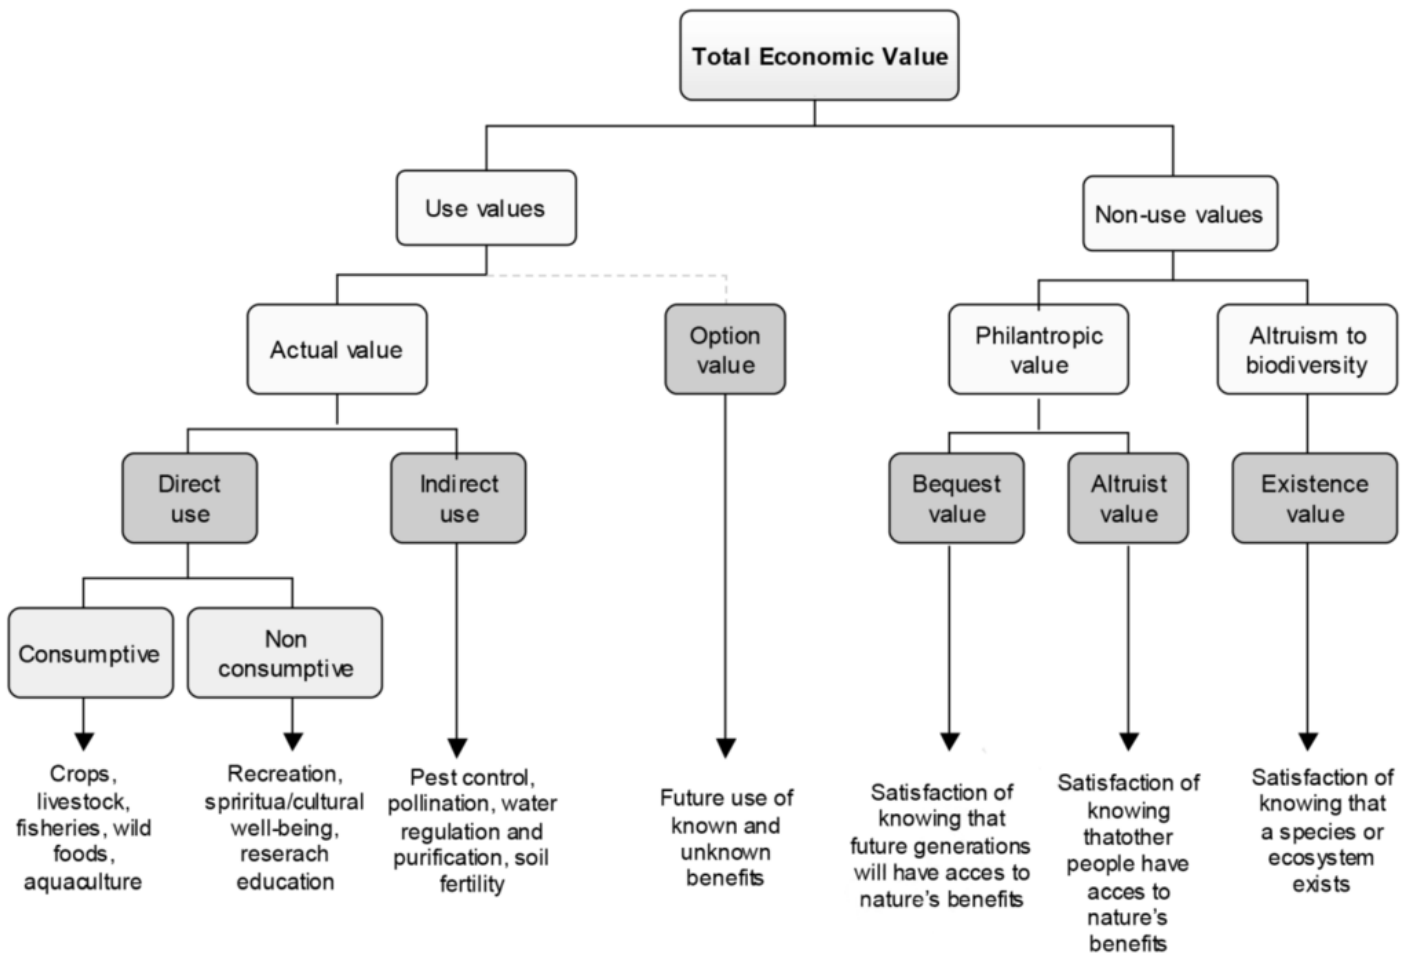 Total Economic Value
Use values
Non-use values
Actual value
Option
value
Philantropic
value
Altruism to
biodiversity
Direct
use
Indirect
use
Bequest
value
Altruist
value
Existence
value
Consumptive
Non
consumptive
Crops,
livestock,
fisheries, wild
foods,
aquaculture
Recreation,
spriritua/cultural
well-being,
reserach
education
Pest control,
pollination, water
regulation and
purification, soil
fertility
Future use of
known and
unknown
benefits
Satisfaction of
knowing that
future generations
will have acces to
nature's benefits
Satisfaction of
knowing
thatother
people have
acces to
nature's
benefits
Satisfaction of
knowing that
a species or
ecosystem
exists